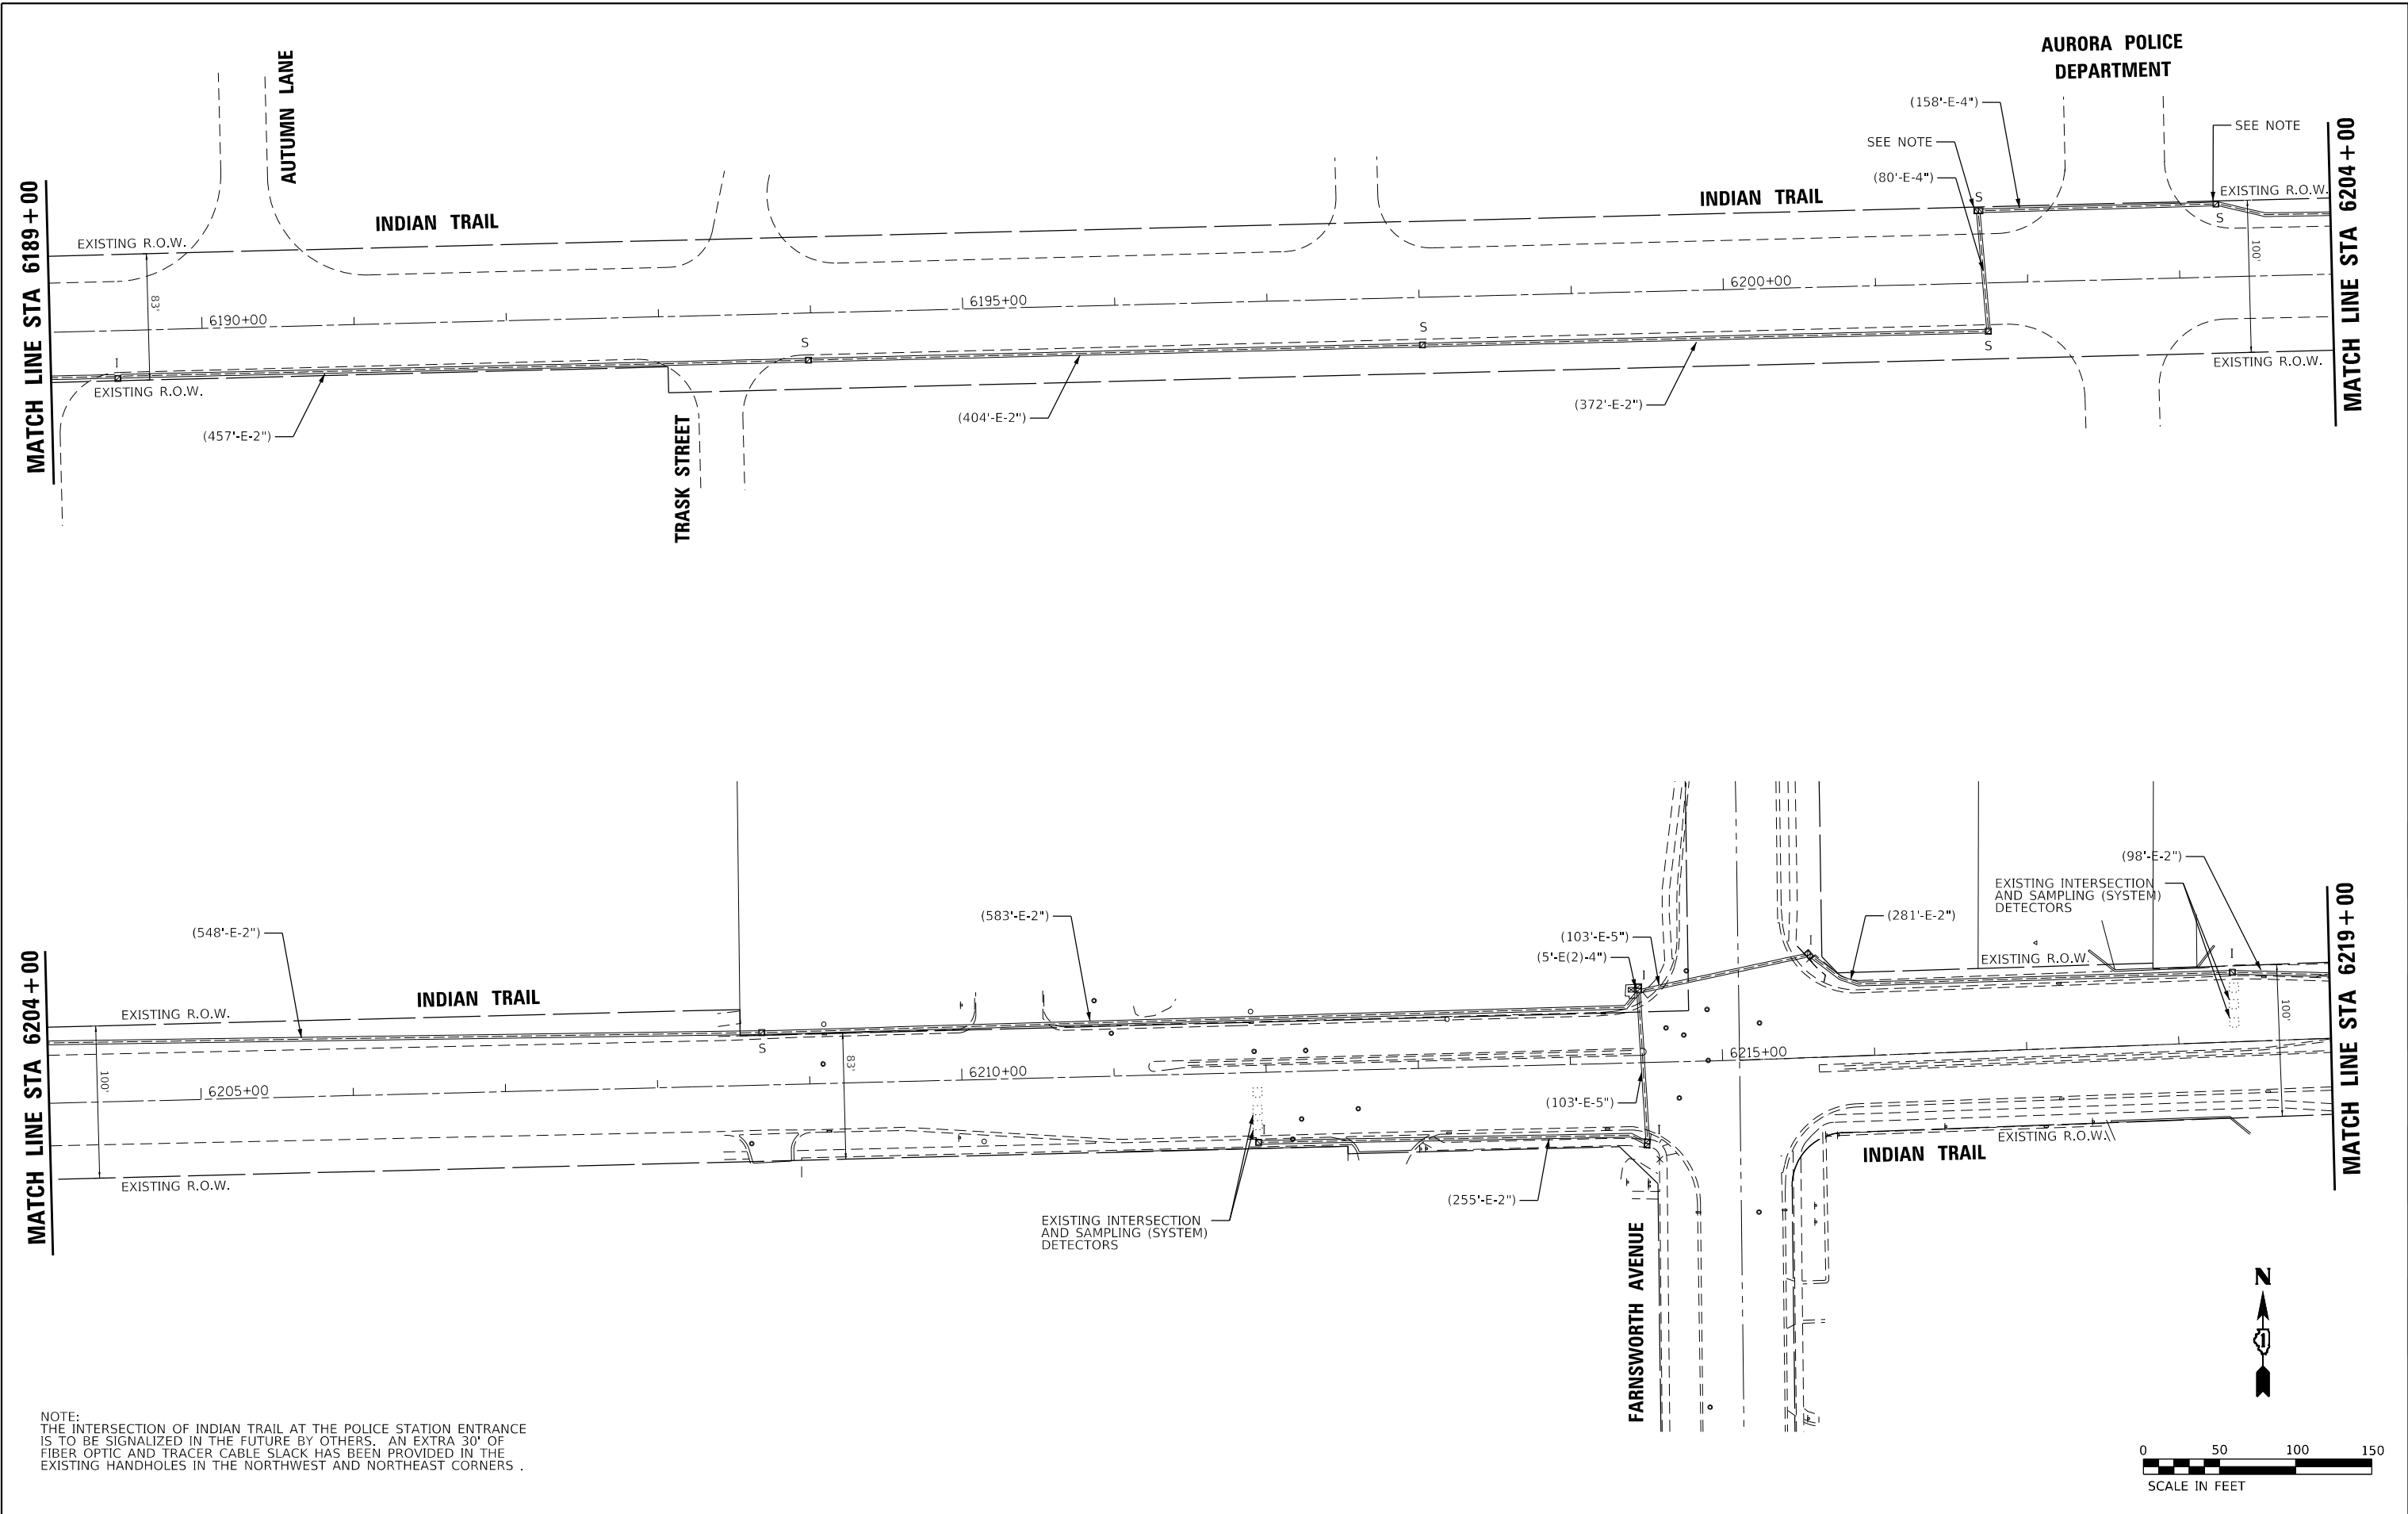 AURORA POLICE
DEPARTMENT
AUTUMN LANE
(158'-E-4")
SEE NOTE
SEE NOTE
(80'-E-4")
MATCH LINE STA 6189+00
INDIAN TRAIL
INDIAN TRAIL
EXISTING R.O.W.
EXISTING R.O.W.
MATCH LINE STA 6204+00
S
S
83'
100'
6190+00
6195+00
6200+00
I
S
S
S
EXISTING R.O.W.
EXISTING R.O.W.
(457'-E-2")
(404'-E-2")
(372'-E-2")
TRASK STREET
(98'-E-2")
EXISTING INTERSECTION
AND SAMPLING (SYSTEM)
DETECTORS
(548'-E-2")
(583'-E-2")
(281'-E-2")
(103'-E-5")
(5'-E(2)-4")
MATCH LINE STA 6204+00
INDIAN TRAIL
EXISTING R.O.W.
EXISTING R.O.W.
MATCH LINE STA 6219+00
I
I
I
S
100'
83'
100'
6205+00
6210+00
6215+00
(103'-E-5")
I
I
EXISTING R.O.W.
EXISTING R.O.W.
INDIAN TRAIL
(255'-E-2")
EXISTING INTERSECTION
AND SAMPLING (SYSTEM)
DETECTORS
FARNSWORTH AVENUE
N
1
NOTE:
THE INTERSECTION OF INDIAN TRAIL AT THE POLICE STATION ENTRANCE
IS TO BE SIGNALIZED IN THE FUTURE BY OTHERS. AN EXTRA 30' OF
FIBER OPTIC AND TRACER CABLE SLACK HAS BEEN PROVIDED IN THE
EXISTING HANDHOLES IN THE NORTHWEST AND NORTHEAST CORNERS .
0 50 100 150
SCALE IN FEET